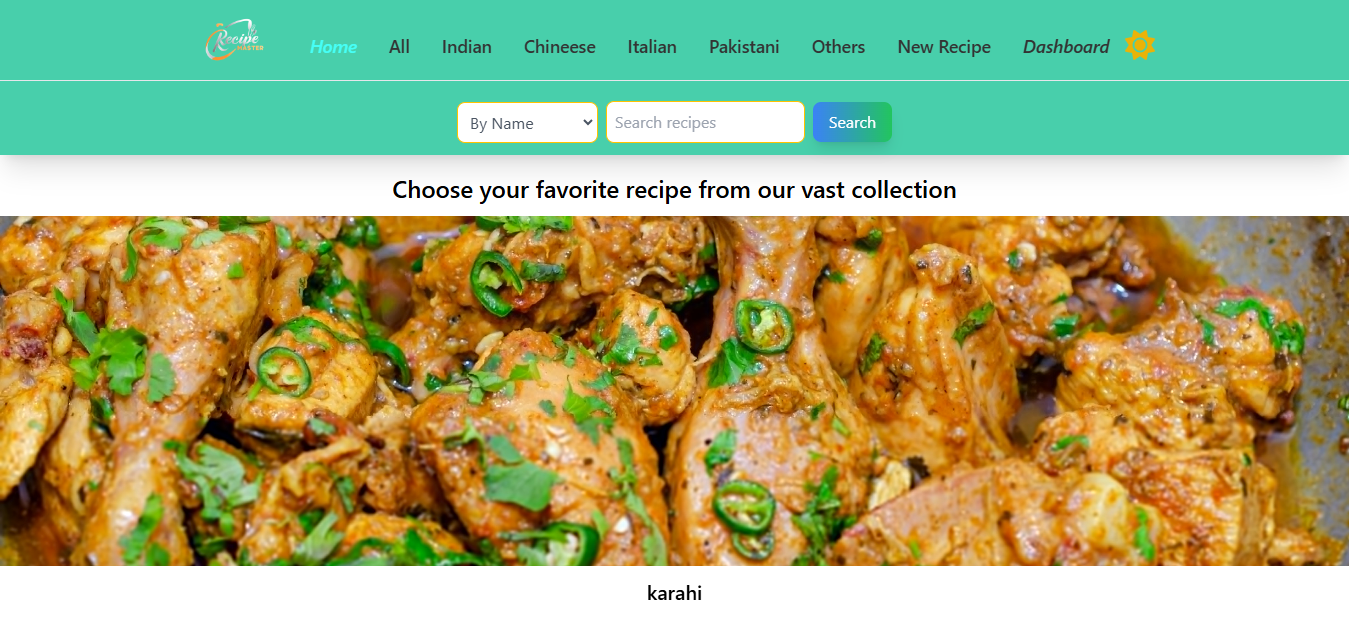 Recipe
MASTER
Home All Indian Chineese Italian Pakistani Others New Recipe Dashboard
By Name Search recipes Search
Choose your favorite recipe from our vast collection
karahi